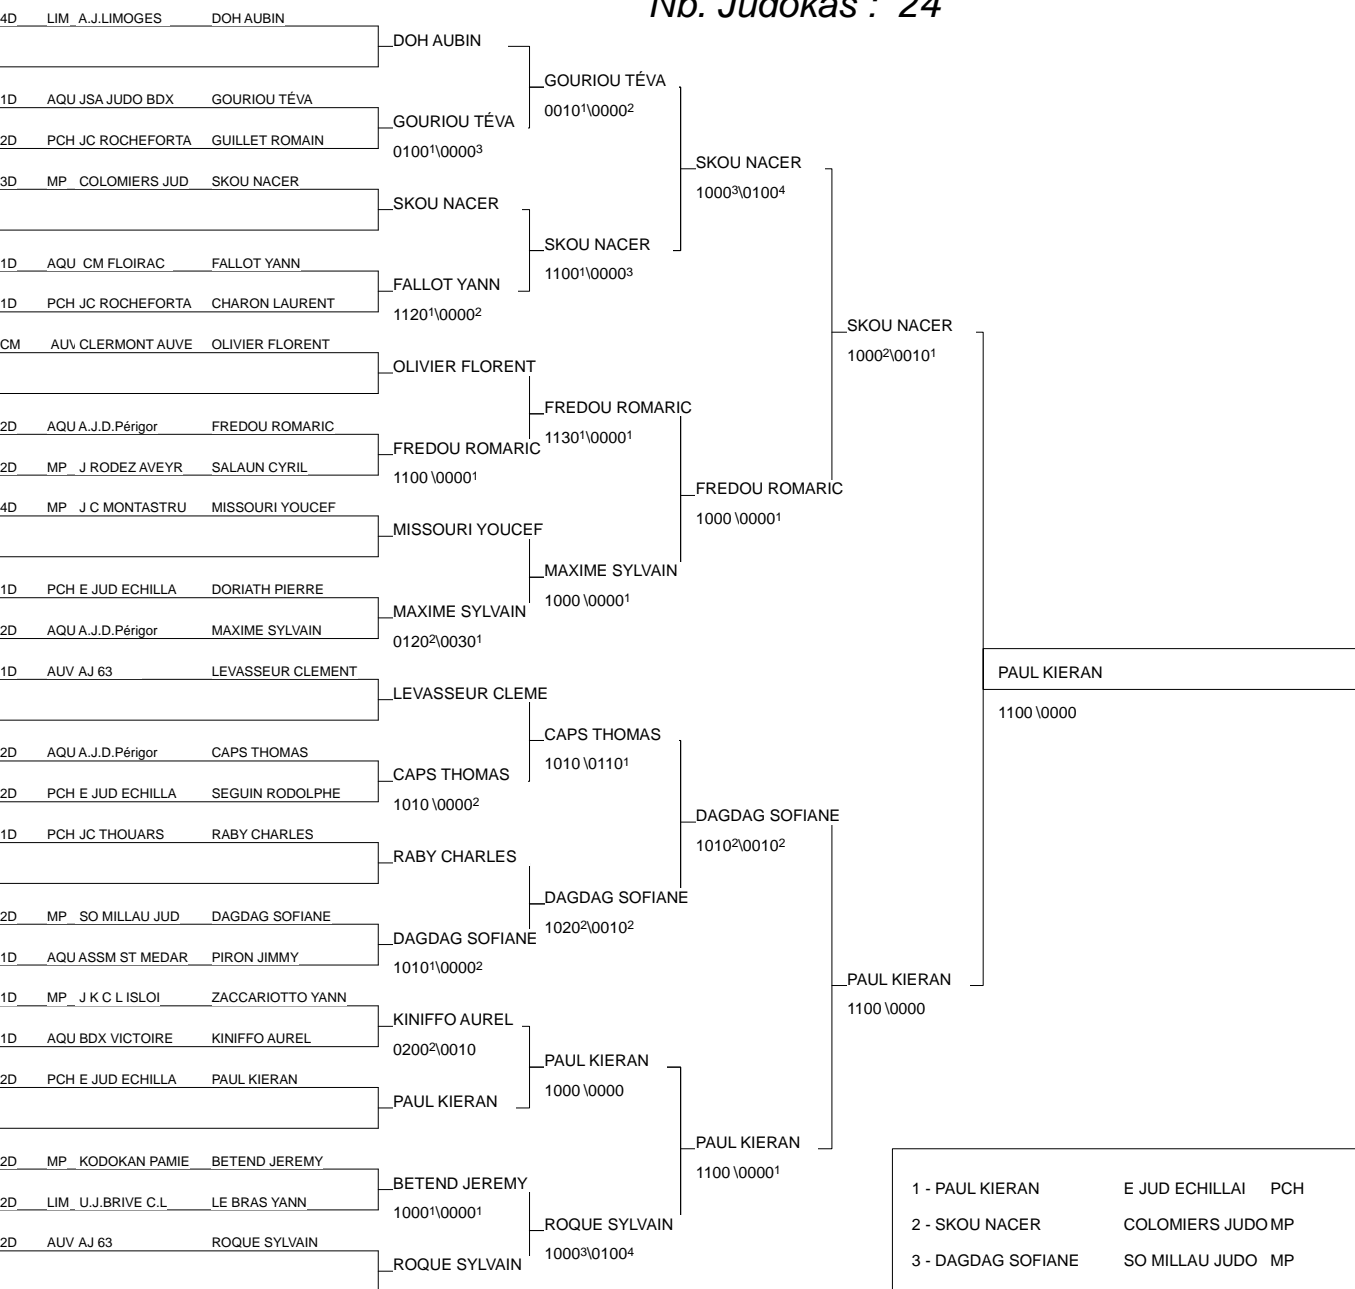 Nb. Judokas : 24
4D LIM A.J.LIMOGES DOH AUBIN
DOH AUBIN
GOURIOU TÉVA
0010¹\0000²
1D AQU JSA JUDO BDX GOURIOU TÉVA
GOURIOU TÉVA
0100¹\0000³
2D PCH JC ROCHEFORTA GUILLET ROMAIN
SKOU NACER
1000³\0100⁴
3D MP COLOMIERS JUD SKOU NACER
SKOU NACER
SKOU NACER
1100¹\0000³
1D AQU CM FLOIRAC FALLOT YANN
FALLOT YANN
1120¹\0000²
1D PCH JC ROCHEFORTA CHARON LAURENT
SKOU NACER
1000²\0010¹
CM AUV CLERMONT AUVE OLIVIER FLORENT
OLIVIER FLORENT
FREDOU ROMARIC
1130¹\0000¹
2D AQU A.J.D.Périgor FREDOU ROMARIC
FREDOU ROMARIC
1100 \0000¹
2D MP J RODEZ AVEYR SALAUN CYRIL
FREDOU ROMARIC
1000 \0000¹
4D MP J C MONTASTRU MISSOURI YOUCEF
MISSOURI YOUCEF
MAXIME SYLVAIN
1000 \0000¹
1D PCH E JUD ECHILLA DORIATH PIERRE
MAXIME SYLVAIN
0120²\0030¹
2D AQU A.J.D.Périgor MAXIME SYLVAIN
PAUL KIERAN
1100 \0000
1D AUV AJ 63 LEVASSEUR CLEMENT
LEVASSEUR CLEME
CAPS THOMAS
1010 \0110¹
2D AQU A.J.D.Périgor CAPS THOMAS
CAPS THOMAS
1010 \0000²
2D PCH E JUD ECHILLA SEGUIN RODOLPHE
DAGDAG SOFIANE
1010²\0010²
1D PCH JC THOUARS RABY CHARLES
RABY CHARLES
DAGDAG SOFIANE
1020²\0010²
2D MP SO MILLAU JUD DAGDAG SOFIANE
DAGDAG SOFIANE
1010¹\0000²
1D AQU ASSM ST MEDAR PIRON JIMMY
PAUL KIERAN
1100 \0000
1D MP J K C L ISLOI ZACCARIOTTO YANN
KINIFFO AUREL
0200²\0010
1D AQU BDX VICTOIRE KINIFFO AUREL
PAUL KIERAN
1000 \0000
2D PCH E JUD ECHILLA PAUL KIERAN
PAUL KIERAN
PAUL KIERAN
1100 \0000¹
2D MP KODOKAN PAMIE BETEND JEREMY
BETEND JEREMY
1000¹\0000¹
2D LIM U.J.BRIVE C.L LE BRAS YANN
ROQUE SYLVAIN
1000³\0100⁴
2D AUV AJ 63 ROQUE SYLVAIN
ROQUE SYLVAIN
1 - PAUL KIERAN E JUD ECHILLAI PCH
2 - SKOU NACER COLOMIERS JUDO MP
3 - DAGDAG SOFIANE SO MILLAU JUDO MP